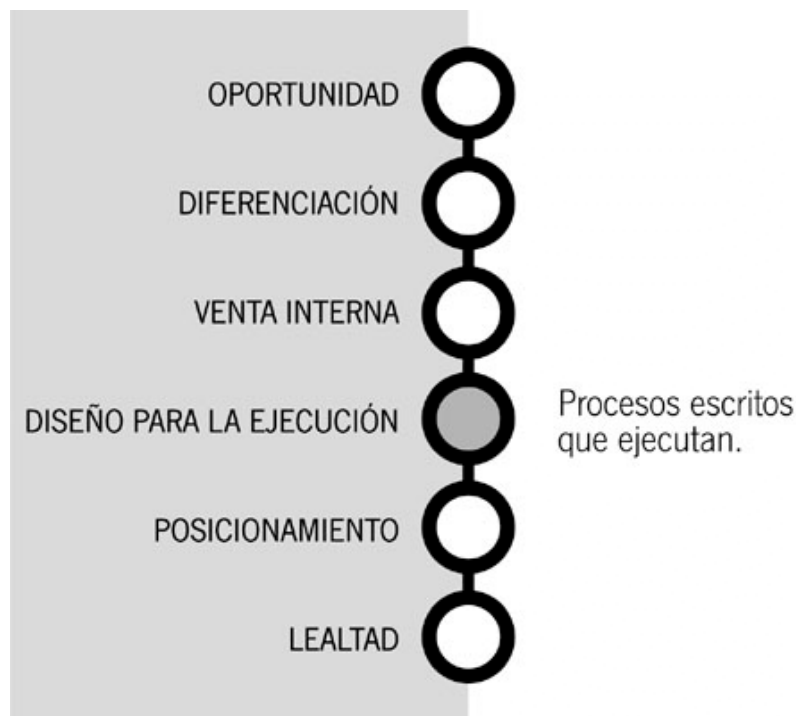 OPORTUNIDAD
DIFERENCIACIÓN
VENTA INTERNA
DISEÑO PARA LA EJECUCIÓN
Procesos escritos
que ejecutan.
POSICIONAMIENTO
LEALTAD